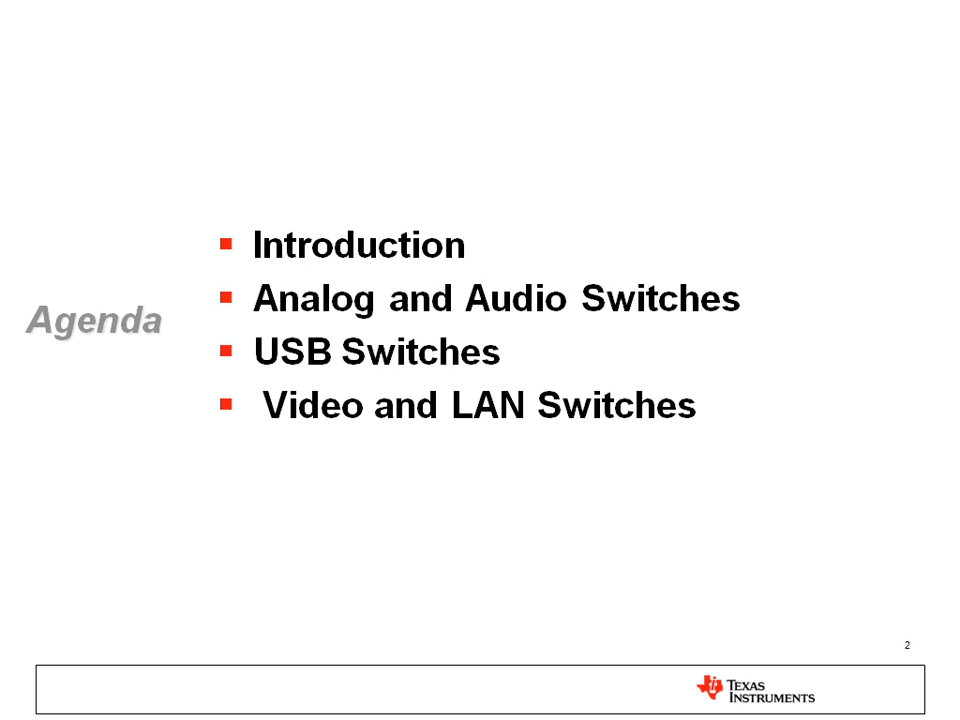 Agenda
Introduction
Analog and Audio Switches
USB Switches
Video and LAN Switches
2
TEXAS
INSTRUMENTS